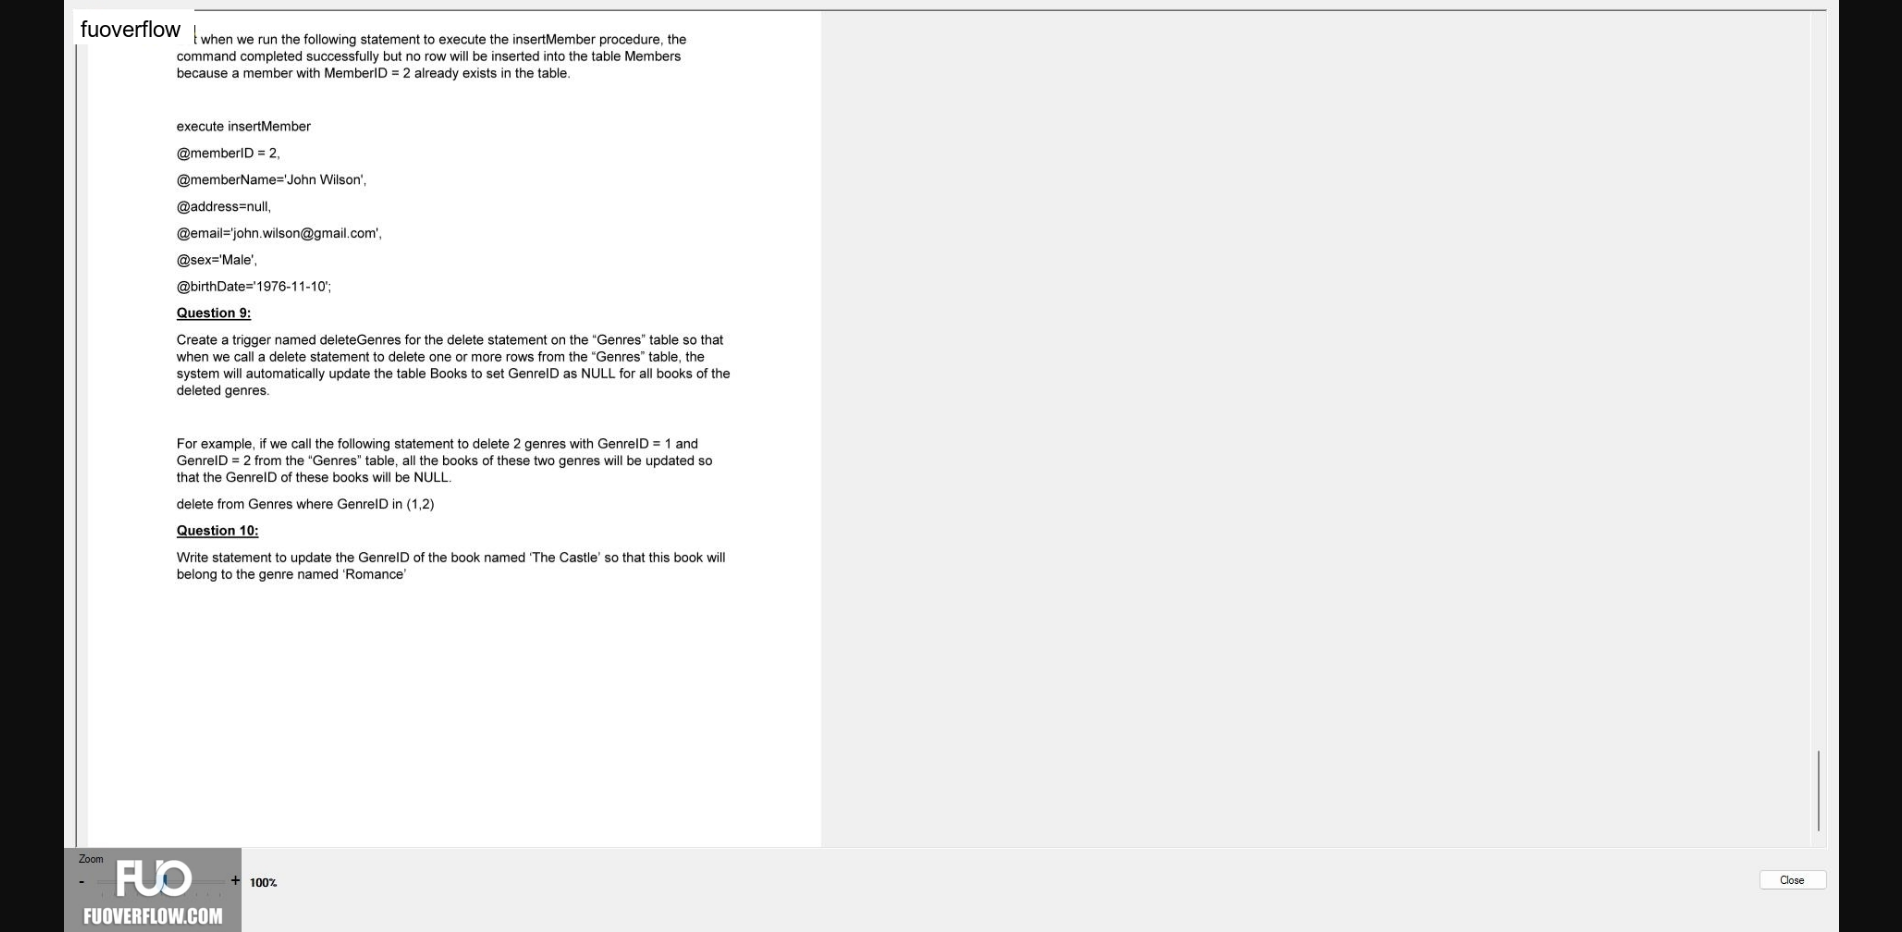 fuoverflow
t when we run the following statement to execute the insertMember procedure, the
command completed successfully but no row will be inserted into the table Members
because a member with MemberID = 2 already exists in the table.
execute insertMember
@memberID = 2,
@memberName='John Wilson',
@address=null,
@email='john.wilson@gmail.com',
@sex='Male',
@birthDate='1976-11-10';
Question 9:
Create a trigger named deleteGenres for the delete statement on the “Genres” table so that
when we call a delete statement to delete one or more rows from the “Genres” table, the
system will automatically update the table Books to set GenreID as NULL for all books of the
deleted genres.
For example, if we call the following statement to delete 2 genres with GenreID = 1 and
GenreID = 2 from the “Genres” table, all the books of these two genres will be updated so
that the GenreID of these books will be NULL.
delete from Genres where GenreID in (1,2)
Question 10:
Write statement to update the GenreID of the book named ‘The Castle’ so that this book will
belong to the genre named ‘Romance’
Zoom
- + 100%
Close
FUO
FUOVERFLOW.COM